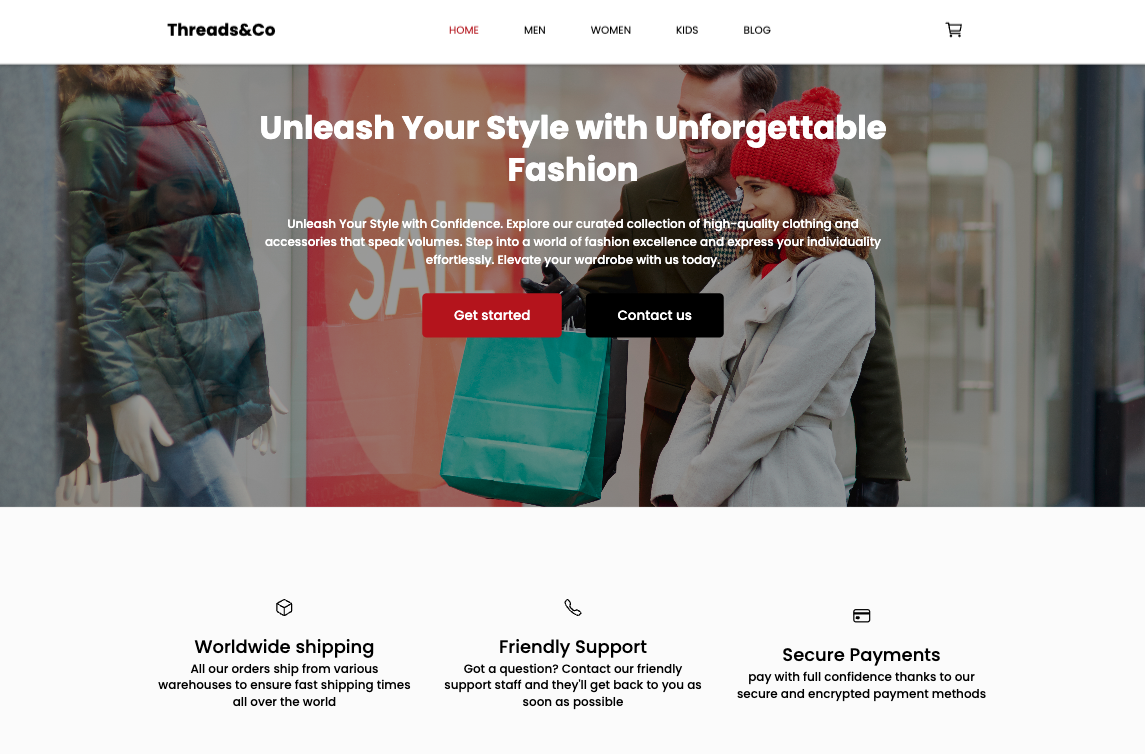 Threads&Co
HOME
MEN
WOMEN
KIDS
BLOG
Unleash Your Style with Unforgettable
Fashion
Unleash Your Style with Confidence. Explore our curated collection of high-quality clothing and
accessories that speak volumes. Step into a world of fashion excellence and express your individuality
effortlessly. Elevate your wardrobe with us today.
SALE
Get started
Contact us
Worldwide shipping
All our orders ship from various
warehouses to ensure fast shipping times
all over the world
Friendly Support
Got a question? Contact our friendly
support staff and they'll get back to you as
soon as possible
Secure Payments
pay with full confidence thanks to our
secure and encrypted payment methods